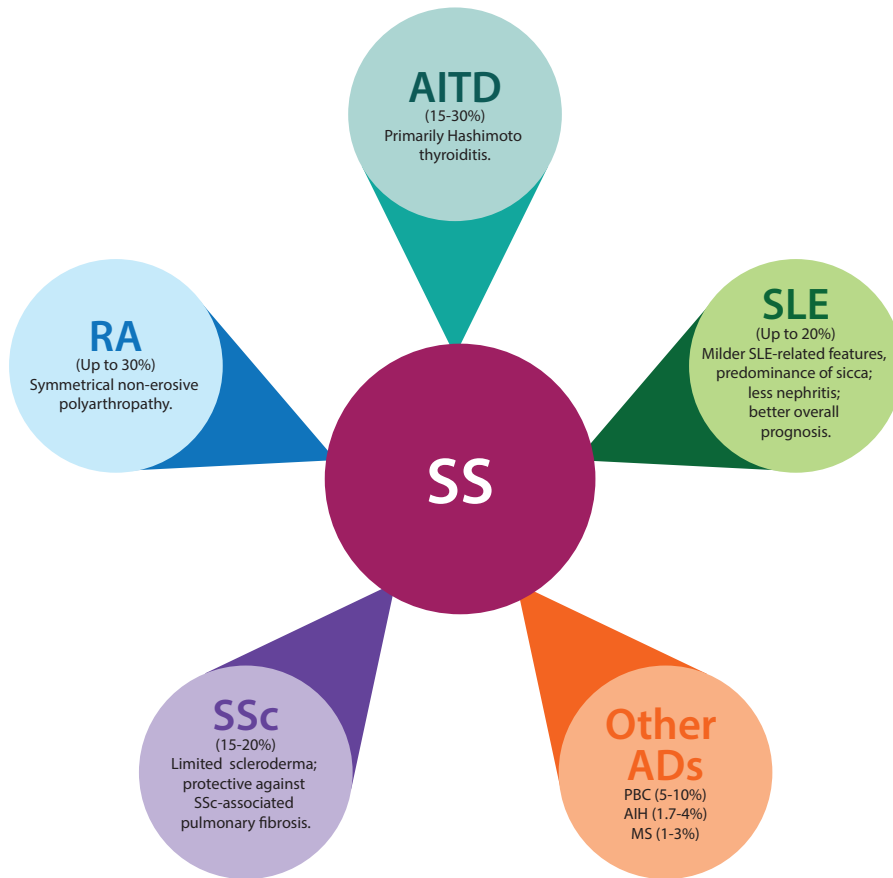 AITD
(15-30%)
Primarily Hashimoto
thyroiditis.
RA
(Up to 30%)
Symmetrical non-erosive
polyarthropathy.
SLE
(Up to 20%)
Milder SLE-related features,
predominance of sicca;
less nephritis;
better overall
prognosis.
SS
SSc
(15-20%)
Limited scleroderma;
protective against
SSc-associated
pulmonary fibrosis.
Other
ADs
PBC (5-10%)
AIH (1.7-4%)
MS (1-3%)